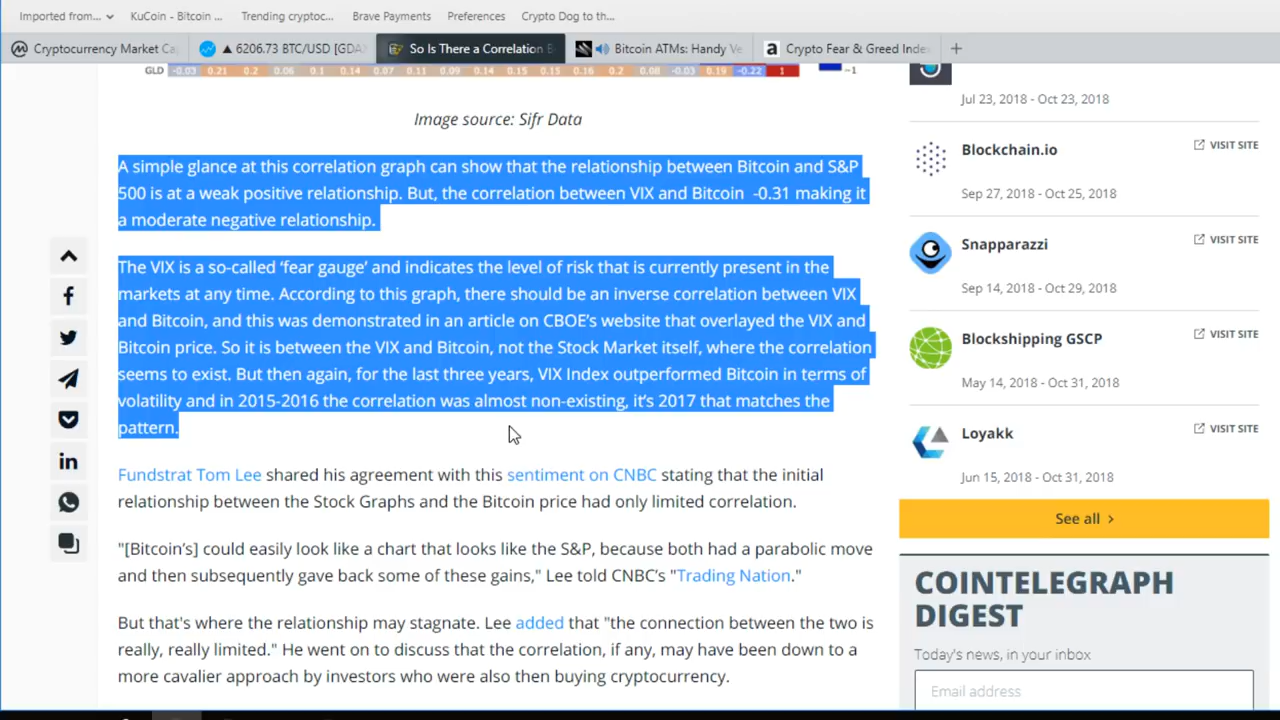 Imported from...
KuCoin - Bitcoin ...
Trending cryptoc...
Brave Payments
Preferences
Crypto Dog to th...
Cryptocurrency Market Ca
▲ 6206.73 BTC/USD [GDA
So Is There a Correlation B
Bitcoin ATMs: Handy Ve
a Crypto Fear & Greed Inde
GLD -0.03 0.21 0.2 0.06 0.1 0.14 0.07 0.11 0.09 0.14 0.15 0.15 0.16 0.2 0.08 -0.03 0.19 -0.22 1
−1
Image source: Sifr Data
A simple glance at this correlation graph can show that the relationship between Bitcoin and S&P
500 is at a weak positive relationship. But, the correlation between VIX and Bitcoin -0.31 making it
a moderate negative relationship.
The VIX is a so-called ‘fear gauge’ and indicates the level of risk that is currently present in the
markets at any time. According to this graph, there should be an inverse correlation between VIX
and Bitcoin, and this was demonstrated in an article on CBOE’s website that overlayed the VIX and
Bitcoin price. So it is between the VIX and Bitcoin, not the Stock Market itself, where the correlation
seems to exist. But then again, for the last three years, VIX Index outperformed Bitcoin in terms of
volatility and in 2015-2016 the correlation was almost non-existing, it’s 2017 that matches the
pattern.
Fundstrat Tom Lee shared his agreement with this sentiment on CNBC stating that the initial
relationship between the Stock Graphs and the Bitcoin price had only limited correlation.
"[Bitcoin’s] could easily look like a chart that looks like the S&P, because both had a parabolic move
and then subsequently gave back some of these gains," Lee told CNBC’s "Trading Nation."
But that's where the relationship may stagnate. Lee added that "the connection between the two is
really, really limited." He went on to discuss that the correlation, if any, may have been down to a
more cavalier approach by investors who were also then buying cryptocurrency.
Jul 23, 2018 - Oct 23, 2018
Blockchain.io
VISIT SITE
Sep 27, 2018 - Oct 25, 2018
Snapparazzi
VISIT SITE
Sep 14, 2018 - Oct 29, 2018
Blockshipping GSCP
VISIT SITE
May 14, 2018 - Oct 31, 2018
Loyakk
VISIT SITE
Jun 15, 2018 - Oct 31, 2018
See all >
COINTELEGRAPH
DIGEST
Today's news, in your inbox
Email address